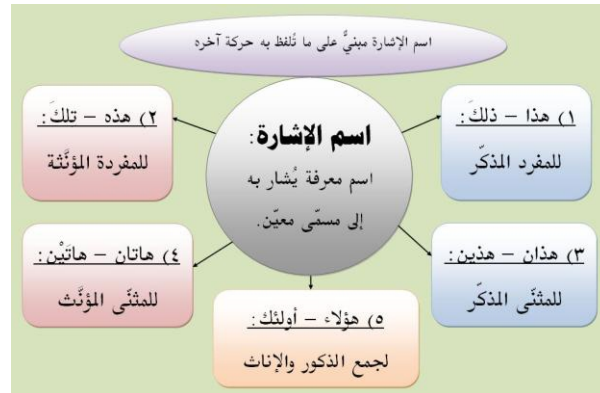 اسم الإشارة مبنيٌّ على ما تُلفظ به حركة آخره
اسم الإشارة:
اسم معرفة يُشار به
إلى مسمّى معيّن.
١) هذا – ذلكَ:
للمفرد المذكّر
٢) هذه – تلكَ:
للمفردة المؤنَّثة
٣) هذان – هذين:
للمثنّى المذكّر
٤) هاتان – هاتَيْن:
للمثنّى المؤنَّث
٥) هؤلاء – أولئك:
لجمع الذكور والإناث